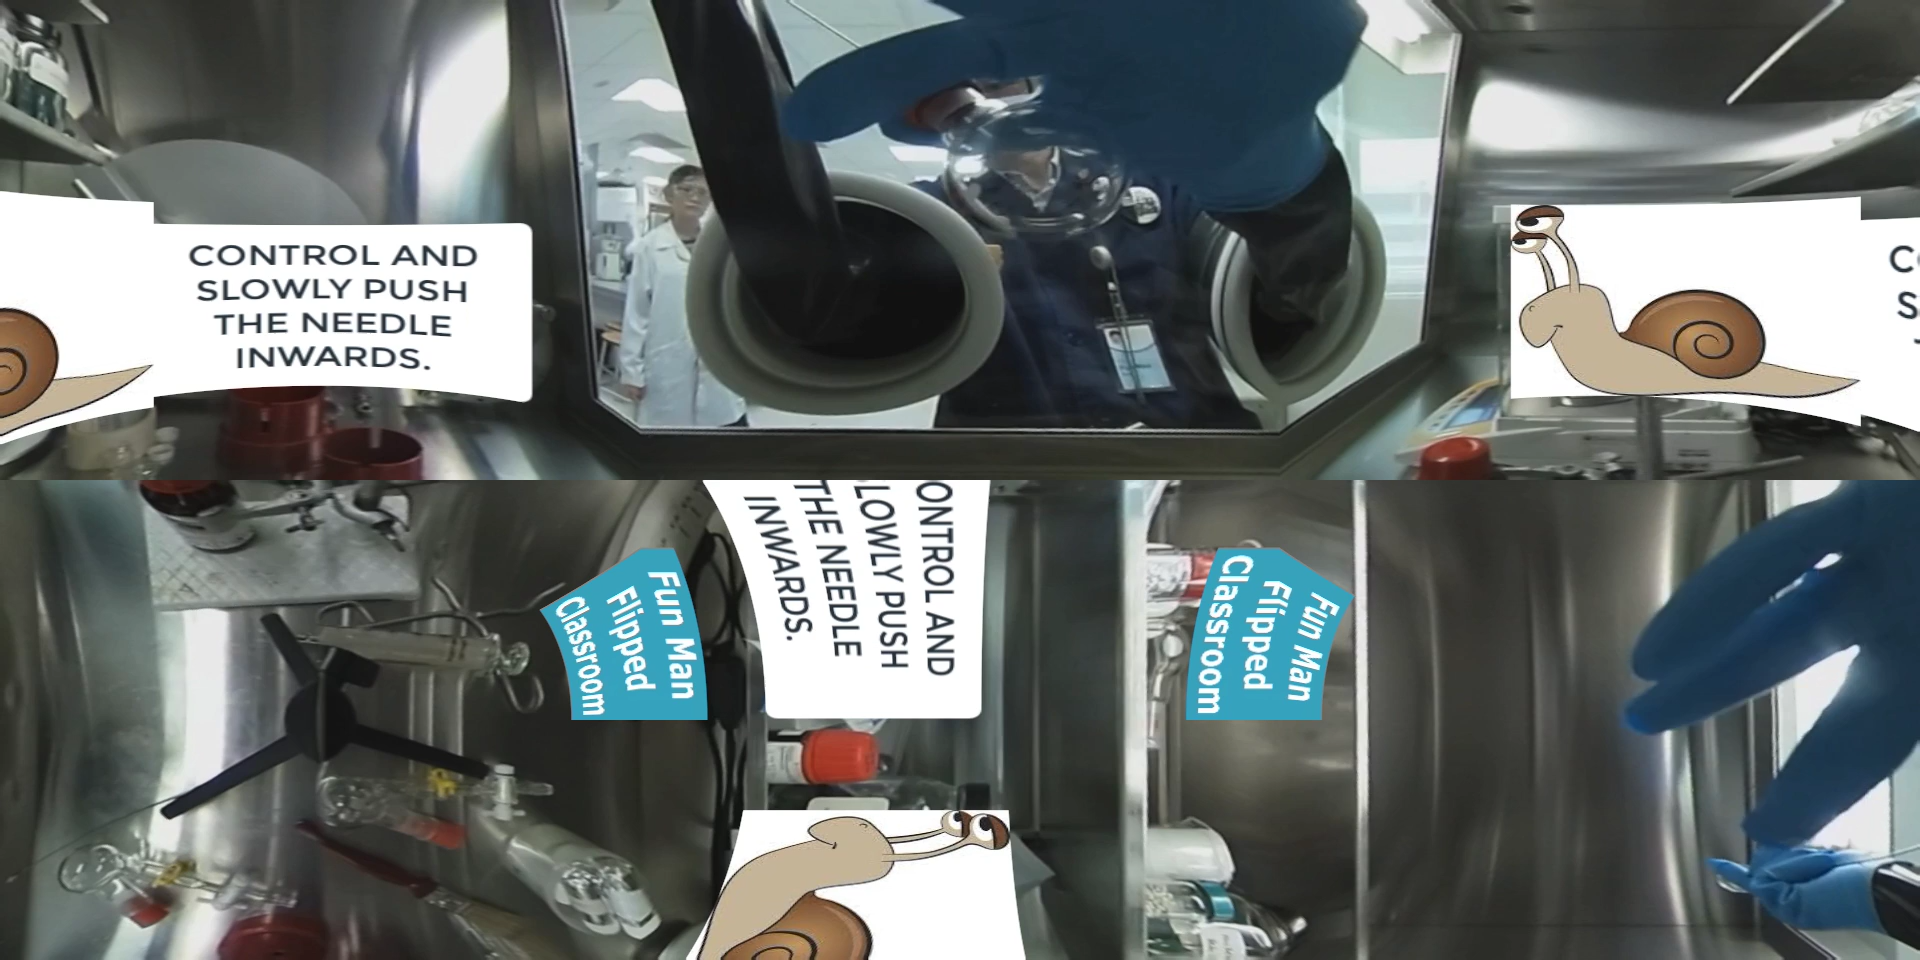 CONTROL AND
SLOWLY PUSH
THE NEEDLE
INWARDS.
ONTROL AND
LOWLY PUSH
THE NEEDLE
INWARDS.
Fun Man
Flipped
Classroom
Fun Man
Flipped
Classroom